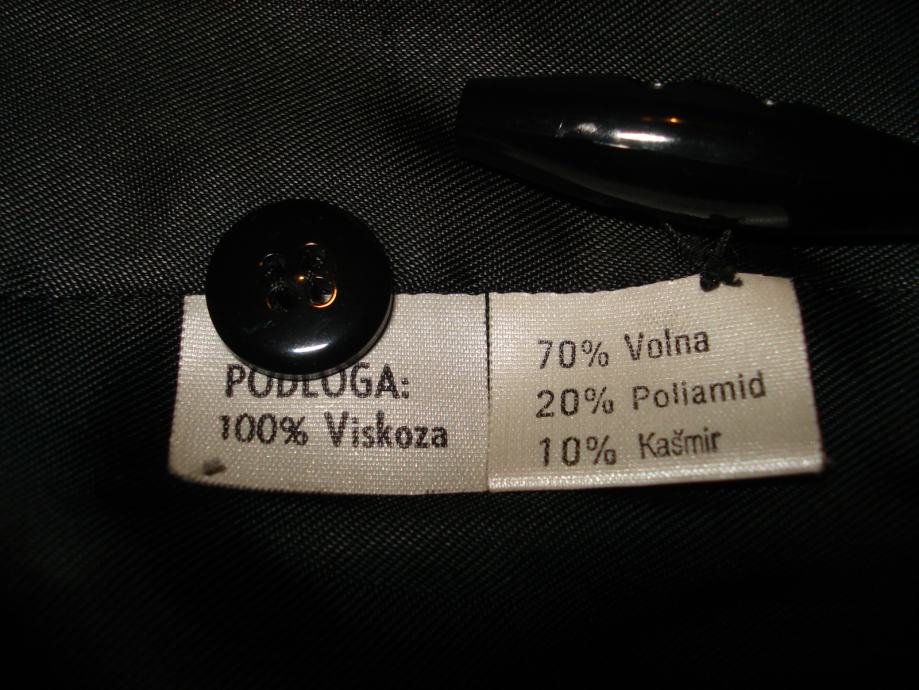 PODLOGA:
100% Viskoza
70% Volna
20% Poliamid
10% Kašmir